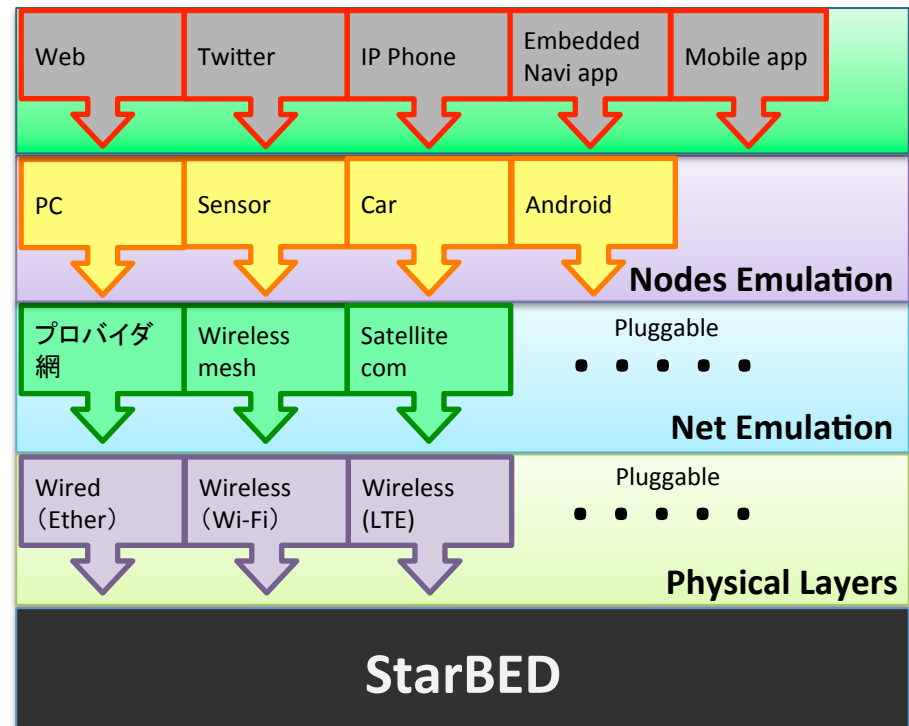 Web
Twitter
IP Phone
Embedded
Navi app
Mobile app
PC
Sensor
Car
Android
Nodes Emulation
プロバイダ
網
Wireless
mesh
Satellite
com
Pluggable
• • • • •
Net Emulation
Wired
（Ether）
Wireless
（Wi-Fi）
Wireless
(LTE)
Pluggable
• • • • •
Physical Layers
StarBED